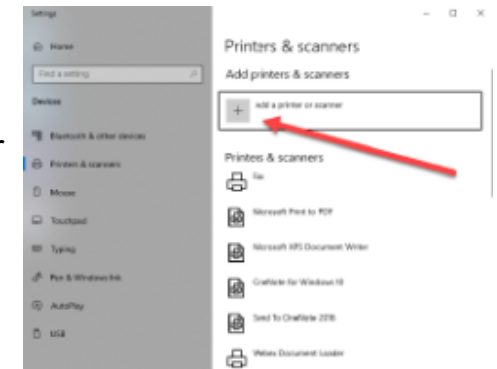 Settings
Home
Find a setting
Devices
Bluetooth & other devices
Printers & scanners
Mouse
Touchpad
Typing
Pen & Windows Ink
AutoPlay
USB
Printers & scanners
Add printers & scanners
Add a printer or scanner
Printers & scanners
Fax
Microsoft Print to PDF
Microsoft XPS Document Writer
OneNote for Windows 10
Send To OneNote 2016
Webex Document Loader